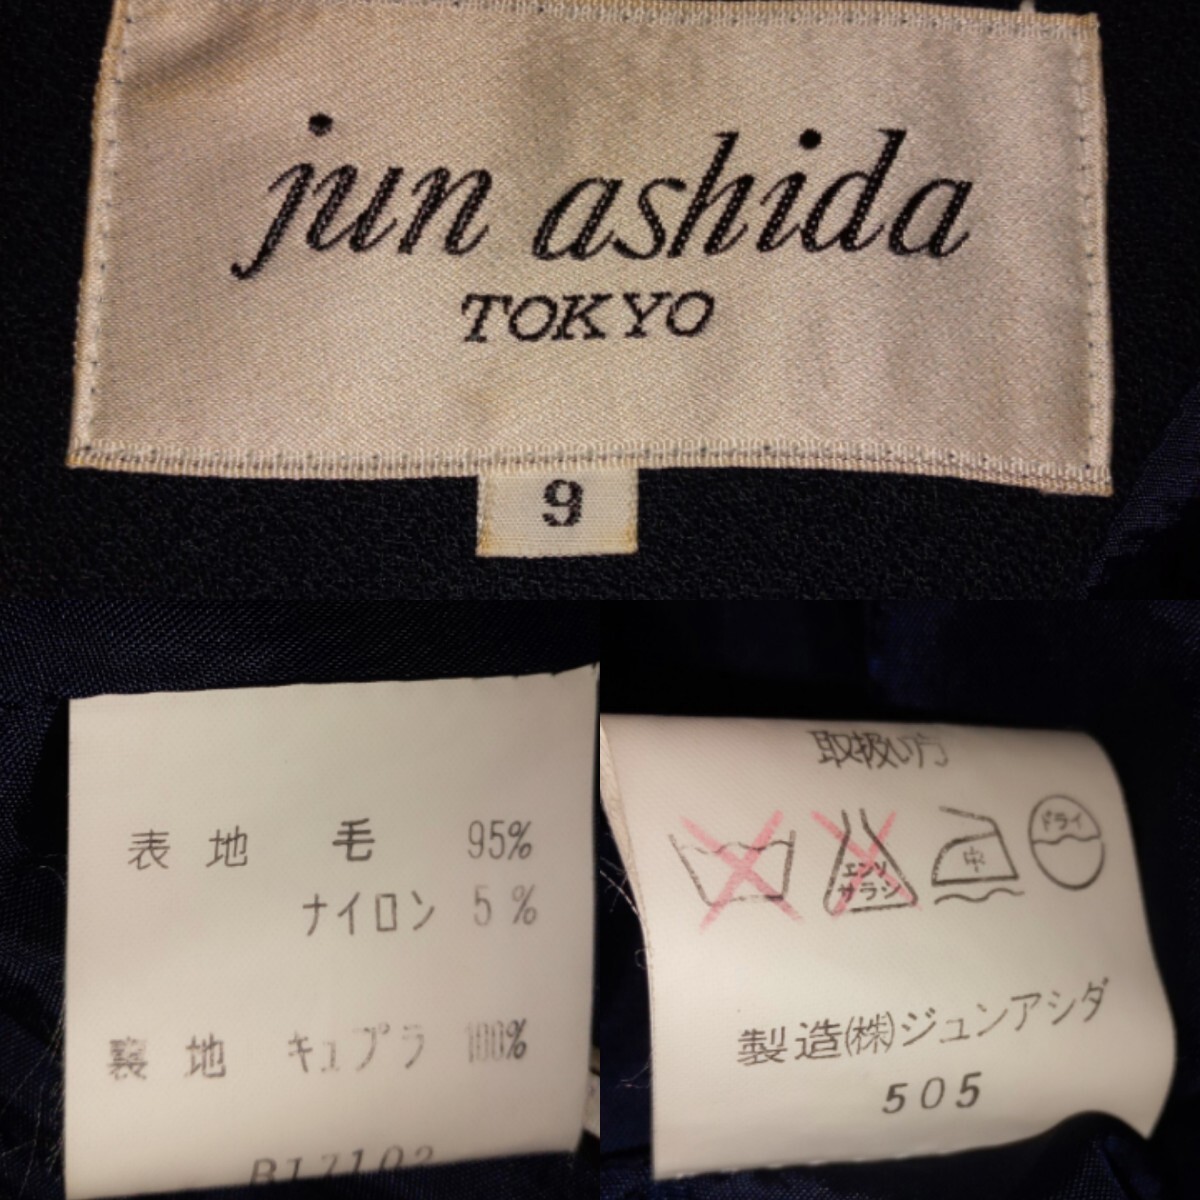 jun ashida
TOKYO
9
表地 毛 95%
ナイロン 5%
裏地 キュプラ 100%
B17102
取扱い方
エンソ
サラシ
中
ドライ
製造(株)ジュンアシダ
505